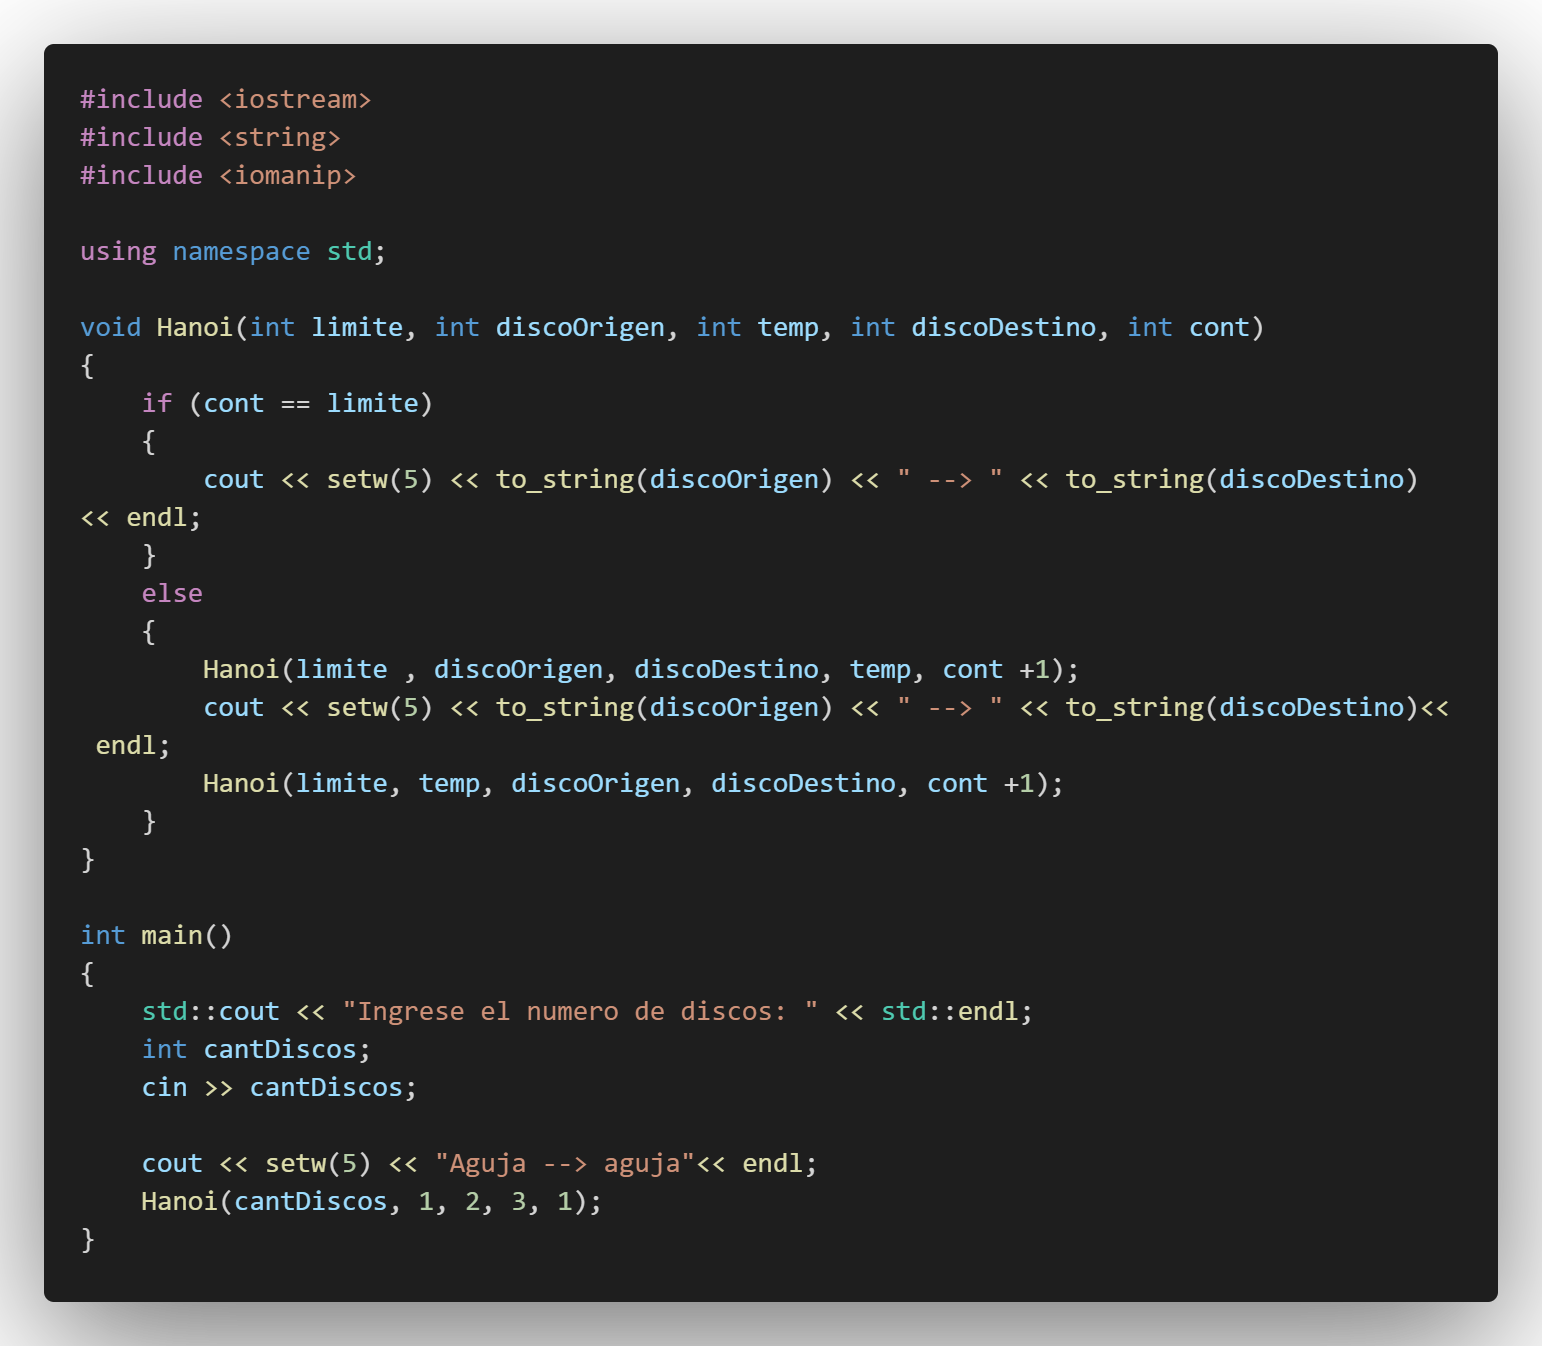 #include <iostream>
#include <string>
#include <iomanip>

using namespace std;

void Hanoi(int limite, int discoOrigen, int temp, int discoDestino, int cont)
{
    if (cont == limite)
    {
        cout << setw(5) << to_string(discoOrigen) << " --> " << to_string(discoDestino)
<< endl;
    }
    else
    {
        Hanoi(limite , discoOrigen, discoDestino, temp, cont +1);
        cout << setw(5) << to_string(discoOrigen) << " --> " << to_string(discoDestino)<<
 endl;
        Hanoi(limite, temp, discoOrigen, discoDestino, cont +1);
    }
}

int main()
{
    std::cout << "Ingrese el numero de discos: " << std::endl;
    int cantDiscos;
    cin >> cantDiscos;

    cout << setw(5) << "Aguja --> aguja"<< endl;
    Hanoi(cantDiscos, 1, 2, 3, 1);
}